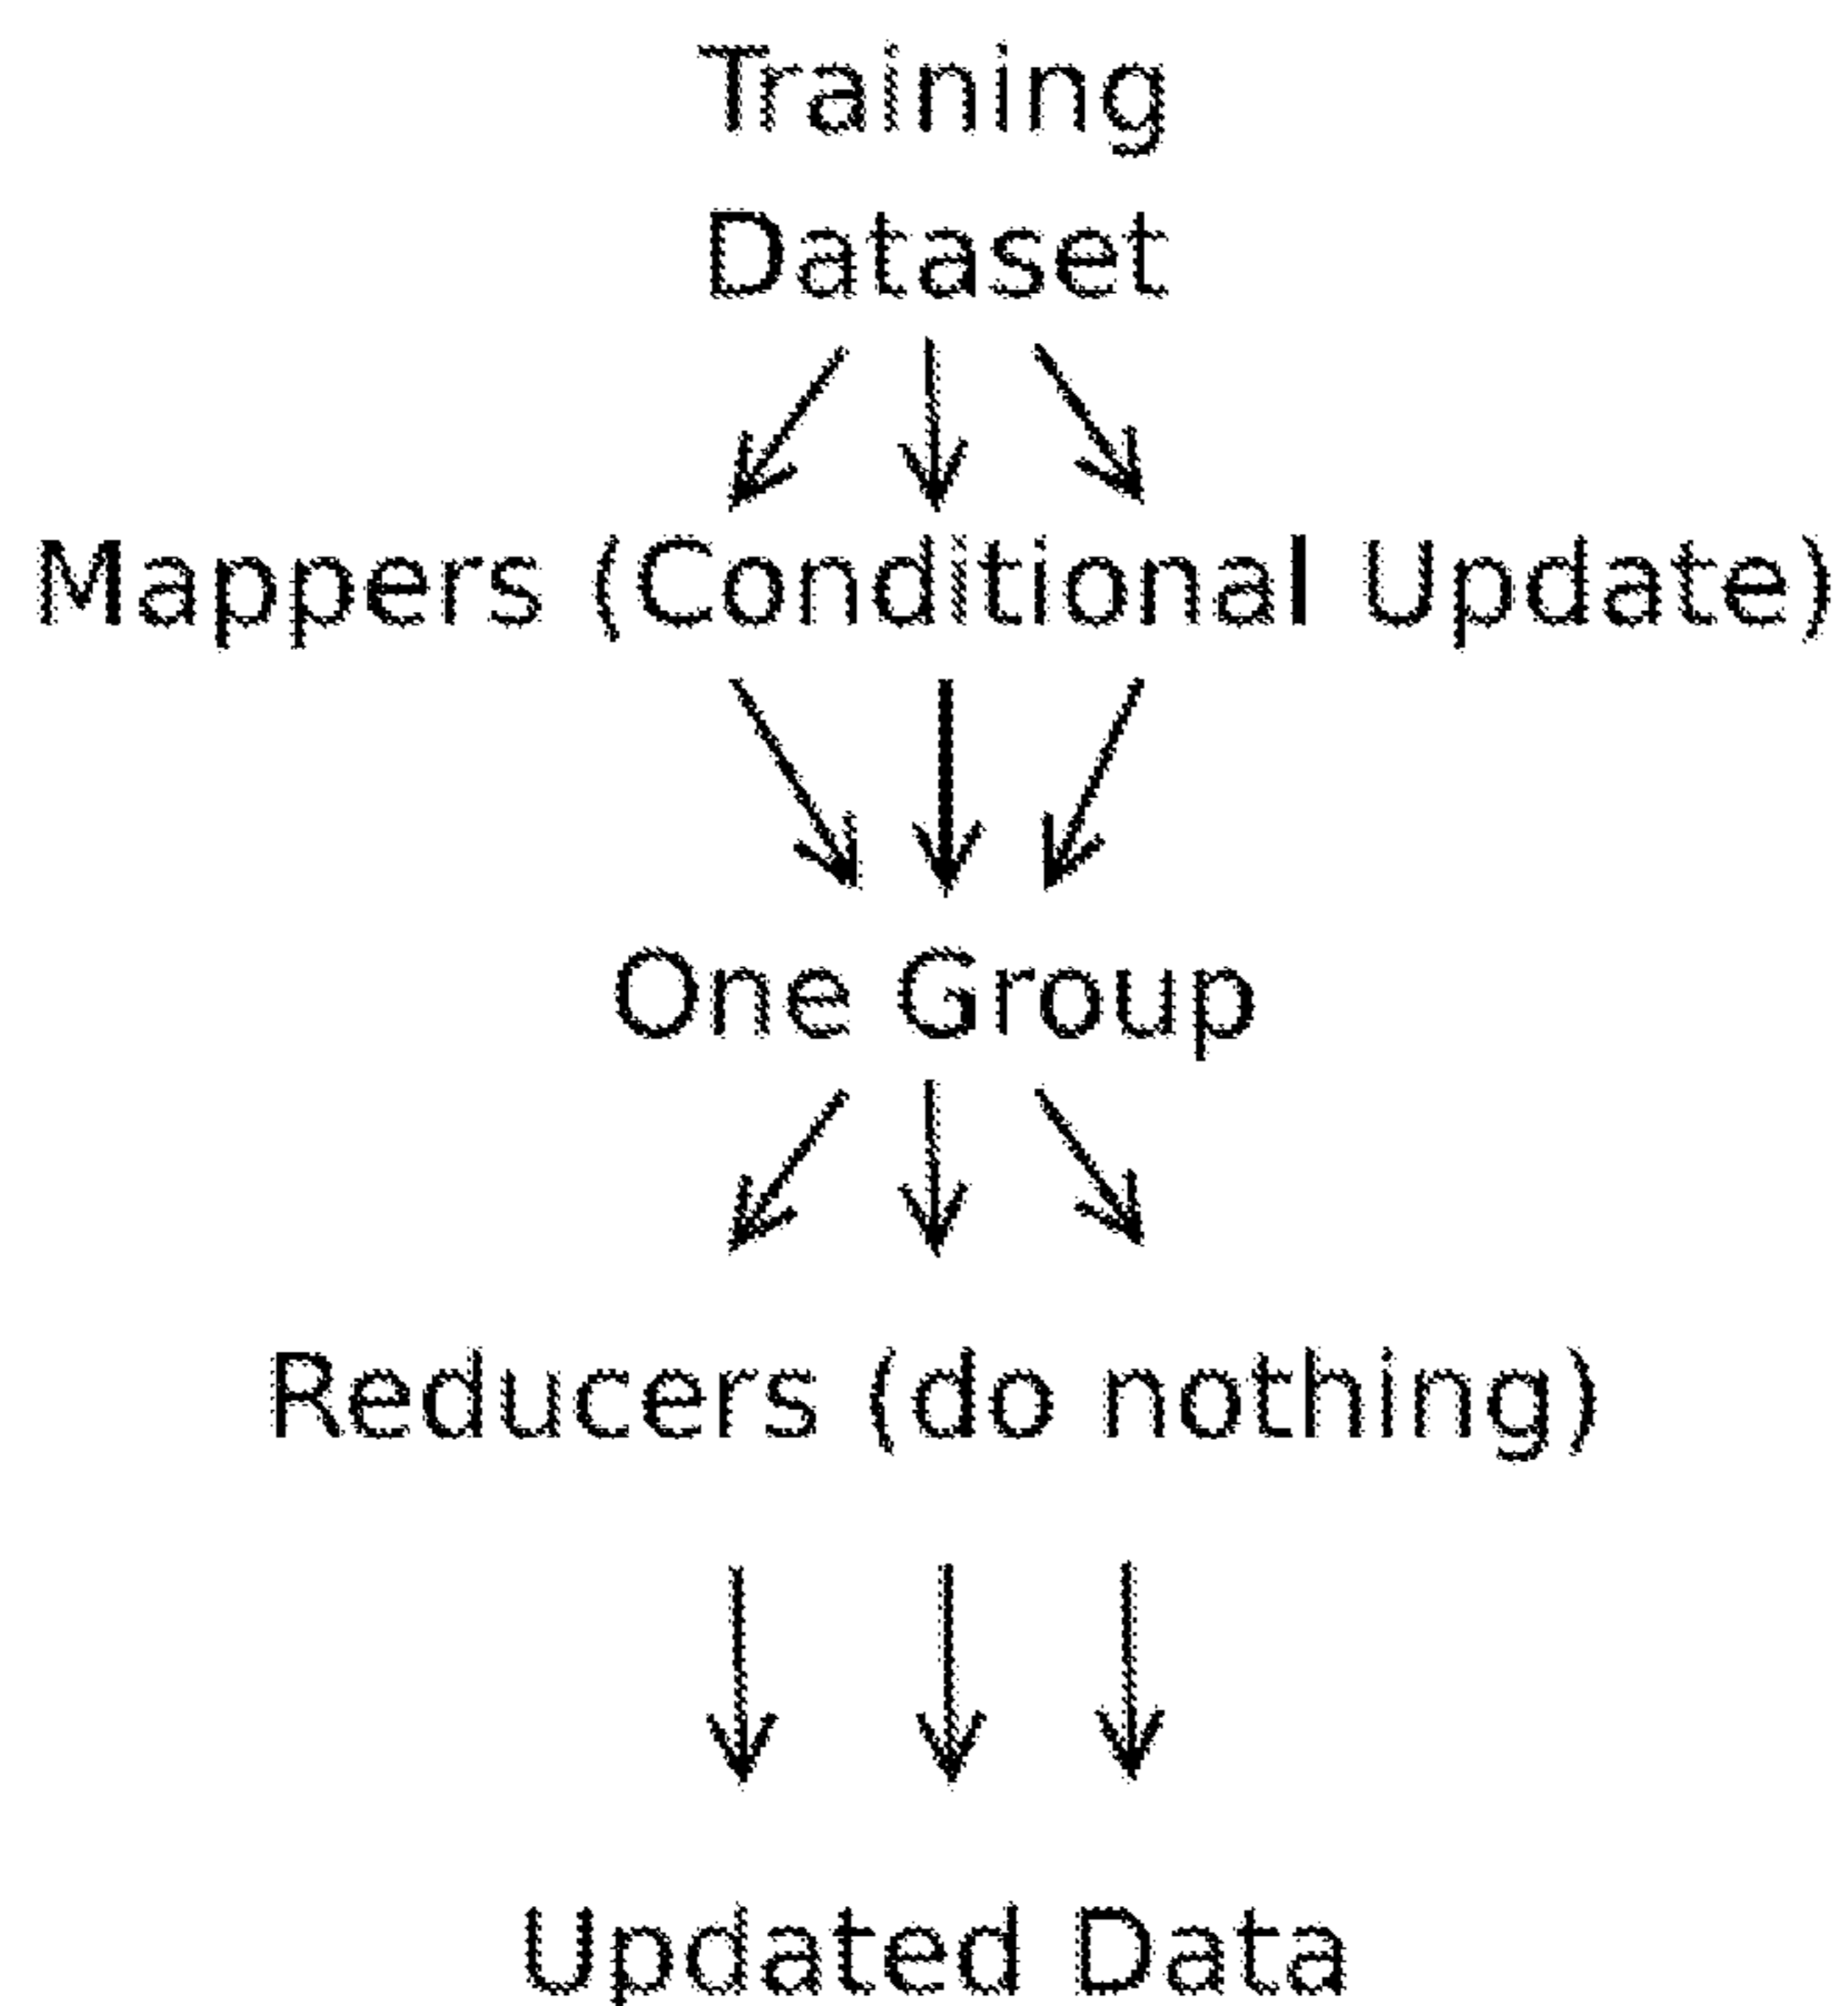 Training
Dataset
Mappers (Conditional Update)
One Group
Reducers (do nothing)
Updated Data